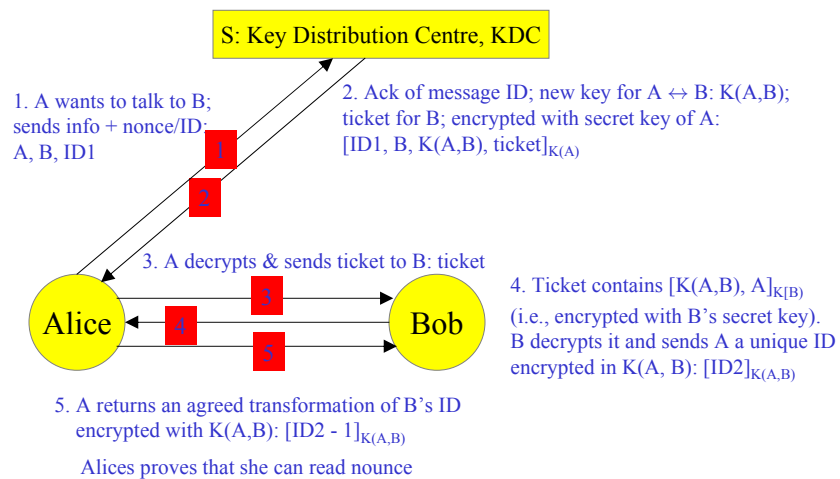 S: Key Distribution Centre, KDC
1. A wants to talk to B;
sends info + nonce/ID:
A, B, ID1
2. Ack of message ID; new key for A ↔ B: K(A,B);
ticket for B; encrypted with secret key of A:
[ID1, B, K(A,B), ticket]K(A)
1
2
3. A decrypts & sends ticket to B: ticket
Alice
3
4
5
Bob
4. Ticket contains [K(A,B), A]K[B)
(i.e., encrypted with B's secret key).
B decrypts it and sends A a unique ID
encrypted in K(A, B): [ID2]K(A,B)
5. A returns an agreed transformation of B's ID
encrypted with K(A,B): [ID2 - 1]K(A,B)
Alices proves that she can read nounce